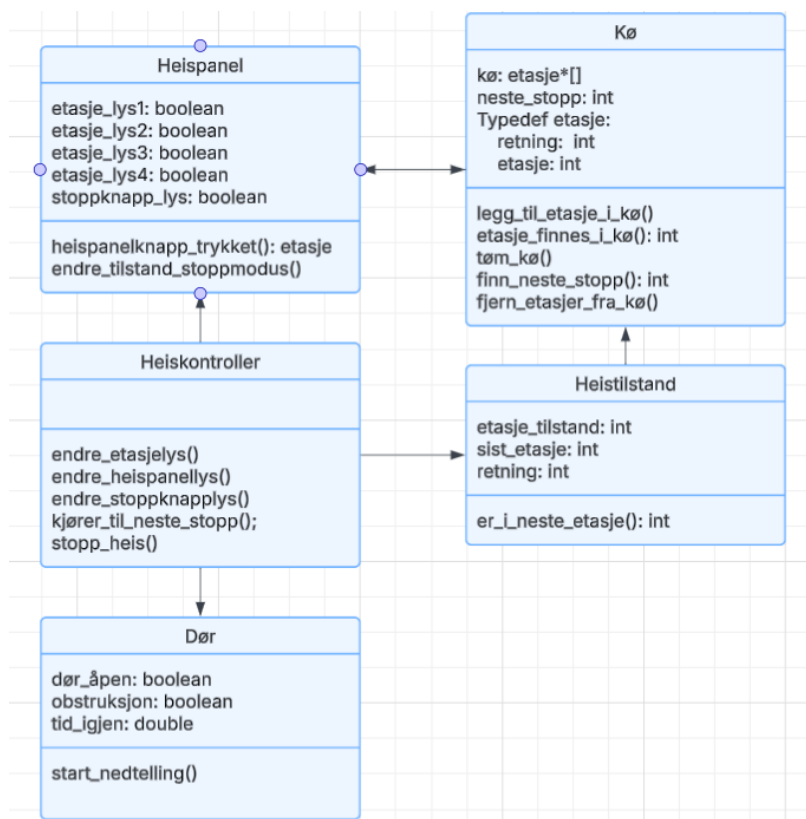 Heispanel
etasje_lys1: boolean
etasje_lys2: boolean
etasje_lys3: boolean
etasje_lys4: boolean
stoppknapp_lys: boolean
heispanelknapp_trykket(): etasje
endre_tilstand_stoppmodus()
Kø
kø: etasje*[]
neste_stopp: int
Typedef etasje:
retning: int
etasje: int
legg_til_etasje_i_kø()
etasje_finnes_i_kø(): int
tøm_kø()
finn_neste_stopp(): int
fjern_etasjer_fra_kø()
Heiskontroller
endre_etasjelys()
endre_heispanellys()
endre_stoppknapplys()
kjører_til_neste_stopp();
stopp_heis()
Heistilstand
etasje_tilstand: int
sist_etasje: int
retning: int
er_i_neste_etasje(): int
Dør
dør_åpen: boolean
obstruksjon: boolean
tid_igjen: double
start_nedtelling()